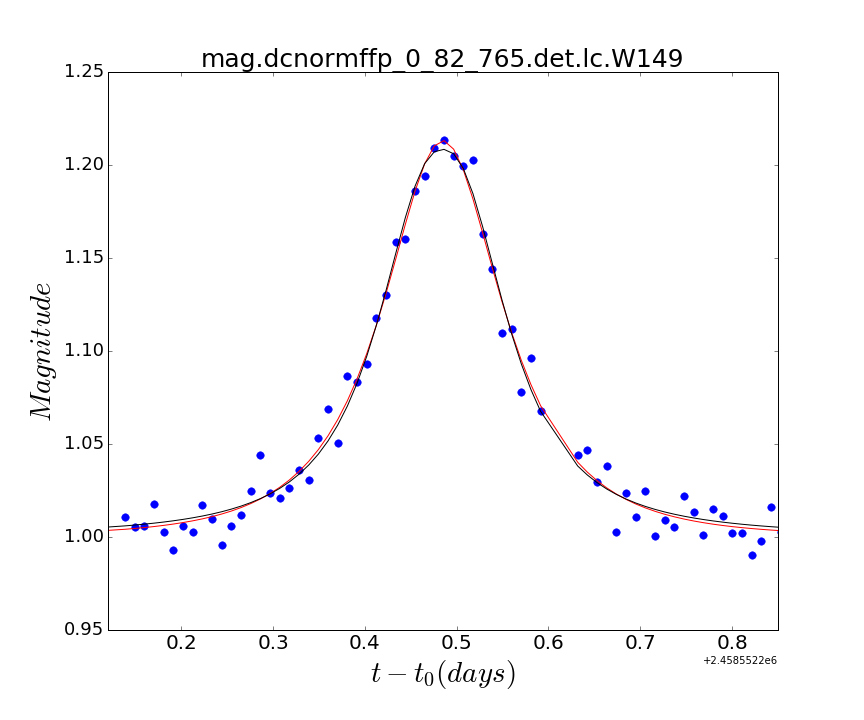 mag.dcnormffp_0_82_765.det.lc.W149
1.25
1.20
1.15
1.10
1.05
1.00
0.95
Magnitude
0.2 0.3 0.4 0.5 0.6 0.7 0.8
+2.4585522e6
t − t₀(days)